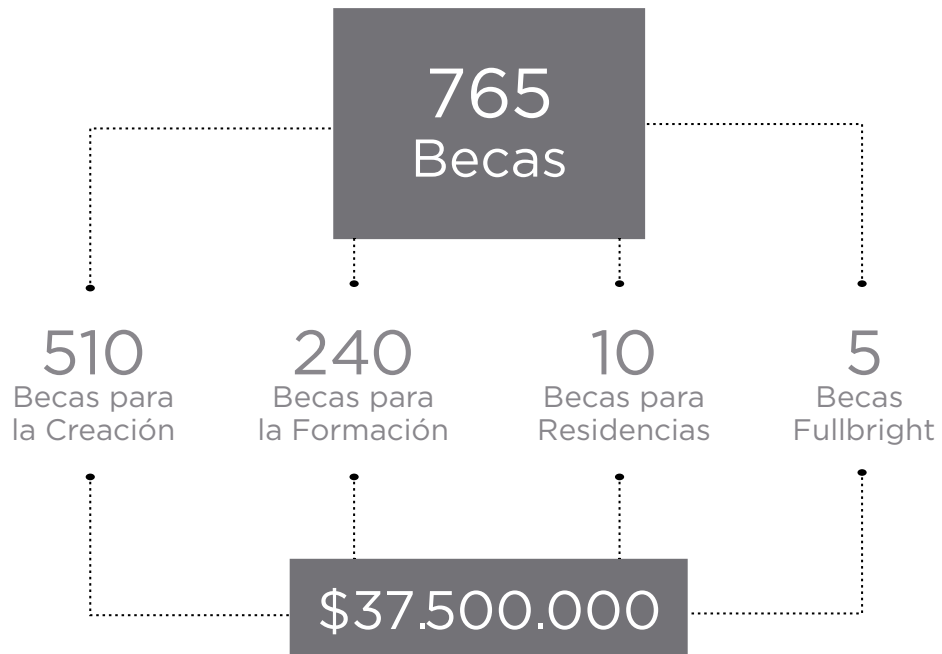 765
Becas
510
Becas para
la Creación
240
Becas para
la Formación
10
Becas para
Residencias
5
Becas
Fullbright
$37.500.000